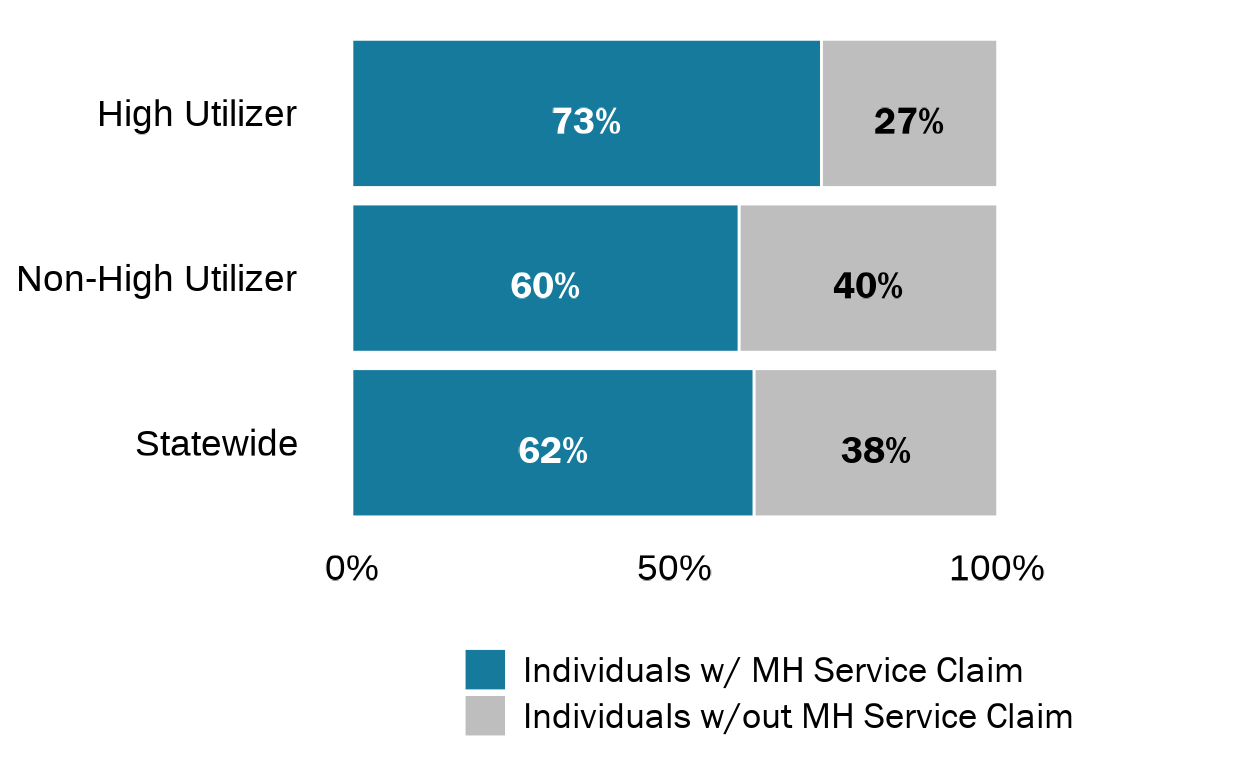 High Utilizer
73%
27%
Non-High Utilizer
60%
40%
Statewide
62%
38%
0%
50%
100%
Individuals w/ MH Service Claim
Individuals w/out MH Service Claim